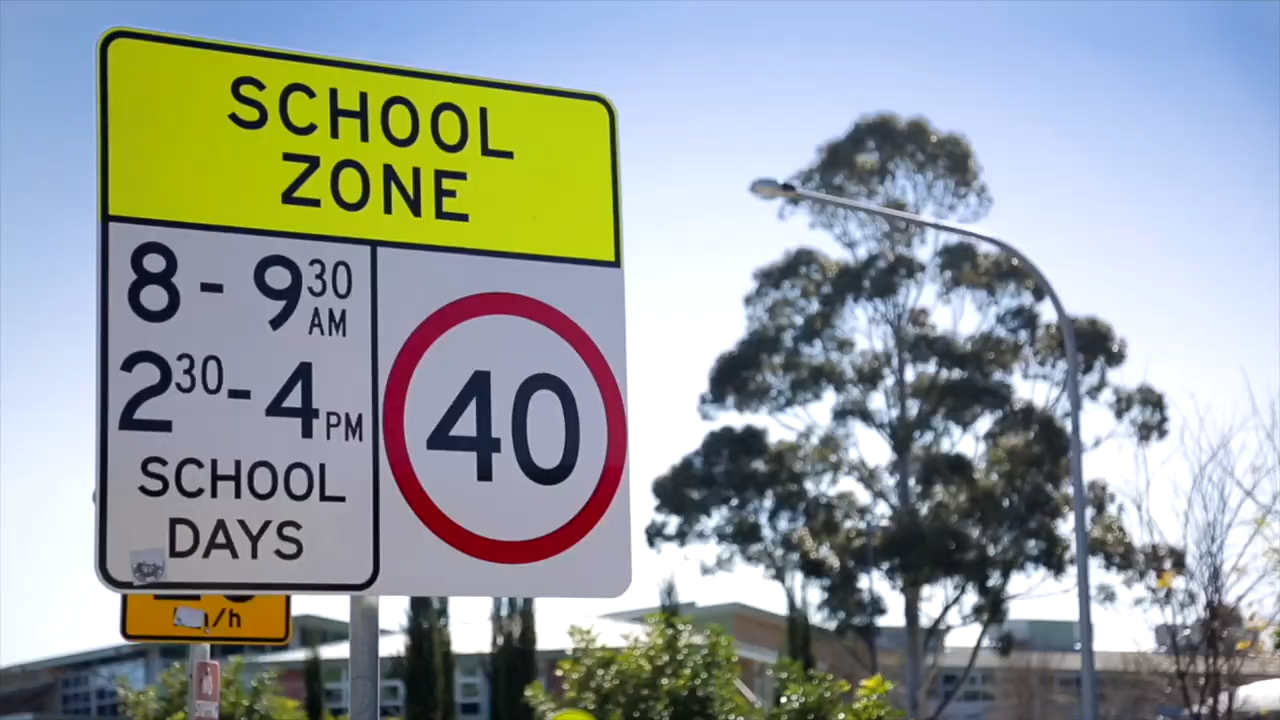 SCHOOL
ZONE
8 - 9 30 AM
2 30 - 4 PM
SCHOOL
DAYS
40
/h